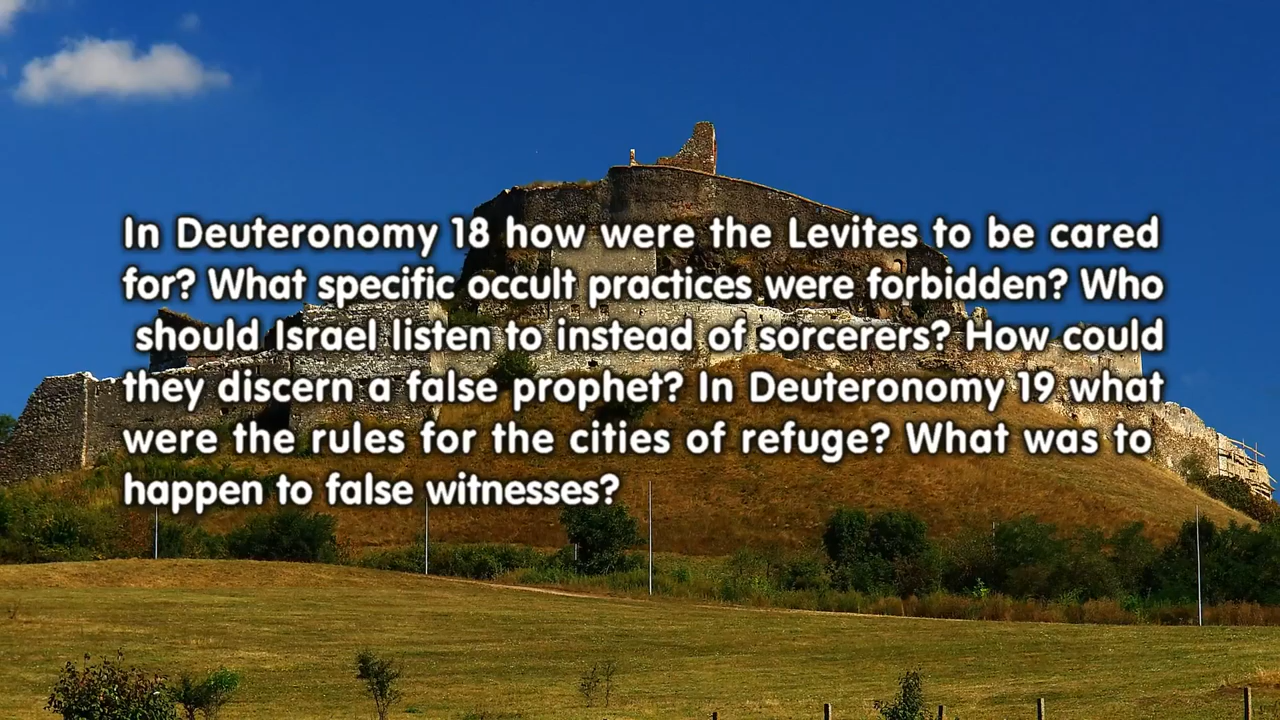 In Deuteronomy 18 how were the Levites to be cared
for? What specific occult practices were forbidden? Who
should Israel listen to instead of sorcerers? How could
they discern a false prophet? In Deuteronomy 19 what
were the rules for the cities of refuge? What was to
happen to false witnesses?